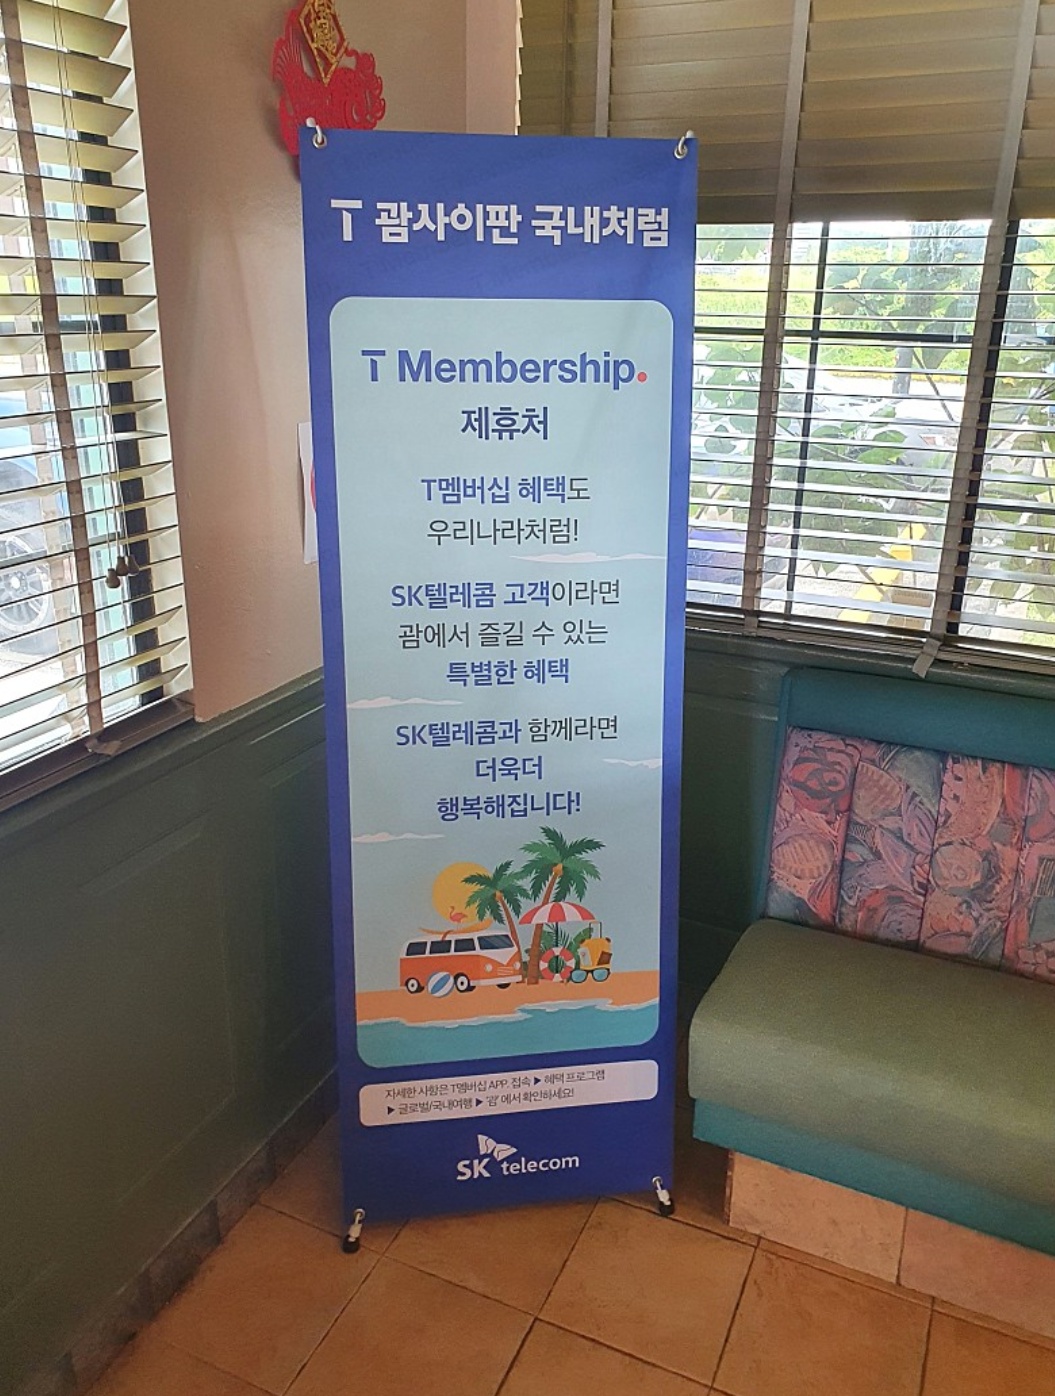 T 괌사이판 국내처럼
T Membership.
제휴처
T멤버십 혜택도
우리나라처럼!
SK텔레콤 고객이라면
괌에서 즐길 수 있는
특별한 혜택
SK텔레콤과 함께라면
더욱더
행복해집니다!
자세한 사항은 T멤버십 APP. 접속 ▶ 혜택 프로그램
▶ 글로벌/국내여행 ▶ '괌' 에서 확인하세요!
SK telecom